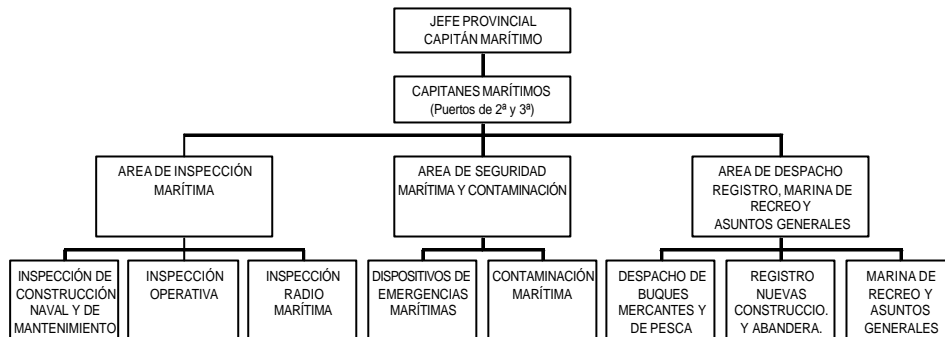 JEFE PROVINCIAL
CAPITÁN MARÍTIMO
CAPITANES MARÍTIMOS
(Puertos de 2ª y 3ª)
AREA DE INSPECCIÓN
MARÍTIMA
AREA DE SEGURIDAD
MARÍTIMA Y CONTAMINACIÓN
AREA DE DESPACHO
REGISTRO, MARINA DE
RECREO Y
ASUNTOS GENERALES
INSPECCIÓN DE
CONSTRUCCIÓN
NAVAL Y DE
MANTENIMIENTO
INSPECCIÓN
OPERATIVA
INSPECCIÓN
RADIO
MARÍTIMA
DISPOSITIVOS DE
EMERGENCIAS
MARÍTIMAS
CONTAMINACIÓN
MARÍTIMA
DESPACHO DE
BUQUES
MERCANTES Y
DE PESCA
REGISTRO
NUEVAS
CONSTRUCCIO.
Y ABANDERA.
MARINA DE
RECREO Y
ASUNTOS
GENERALES